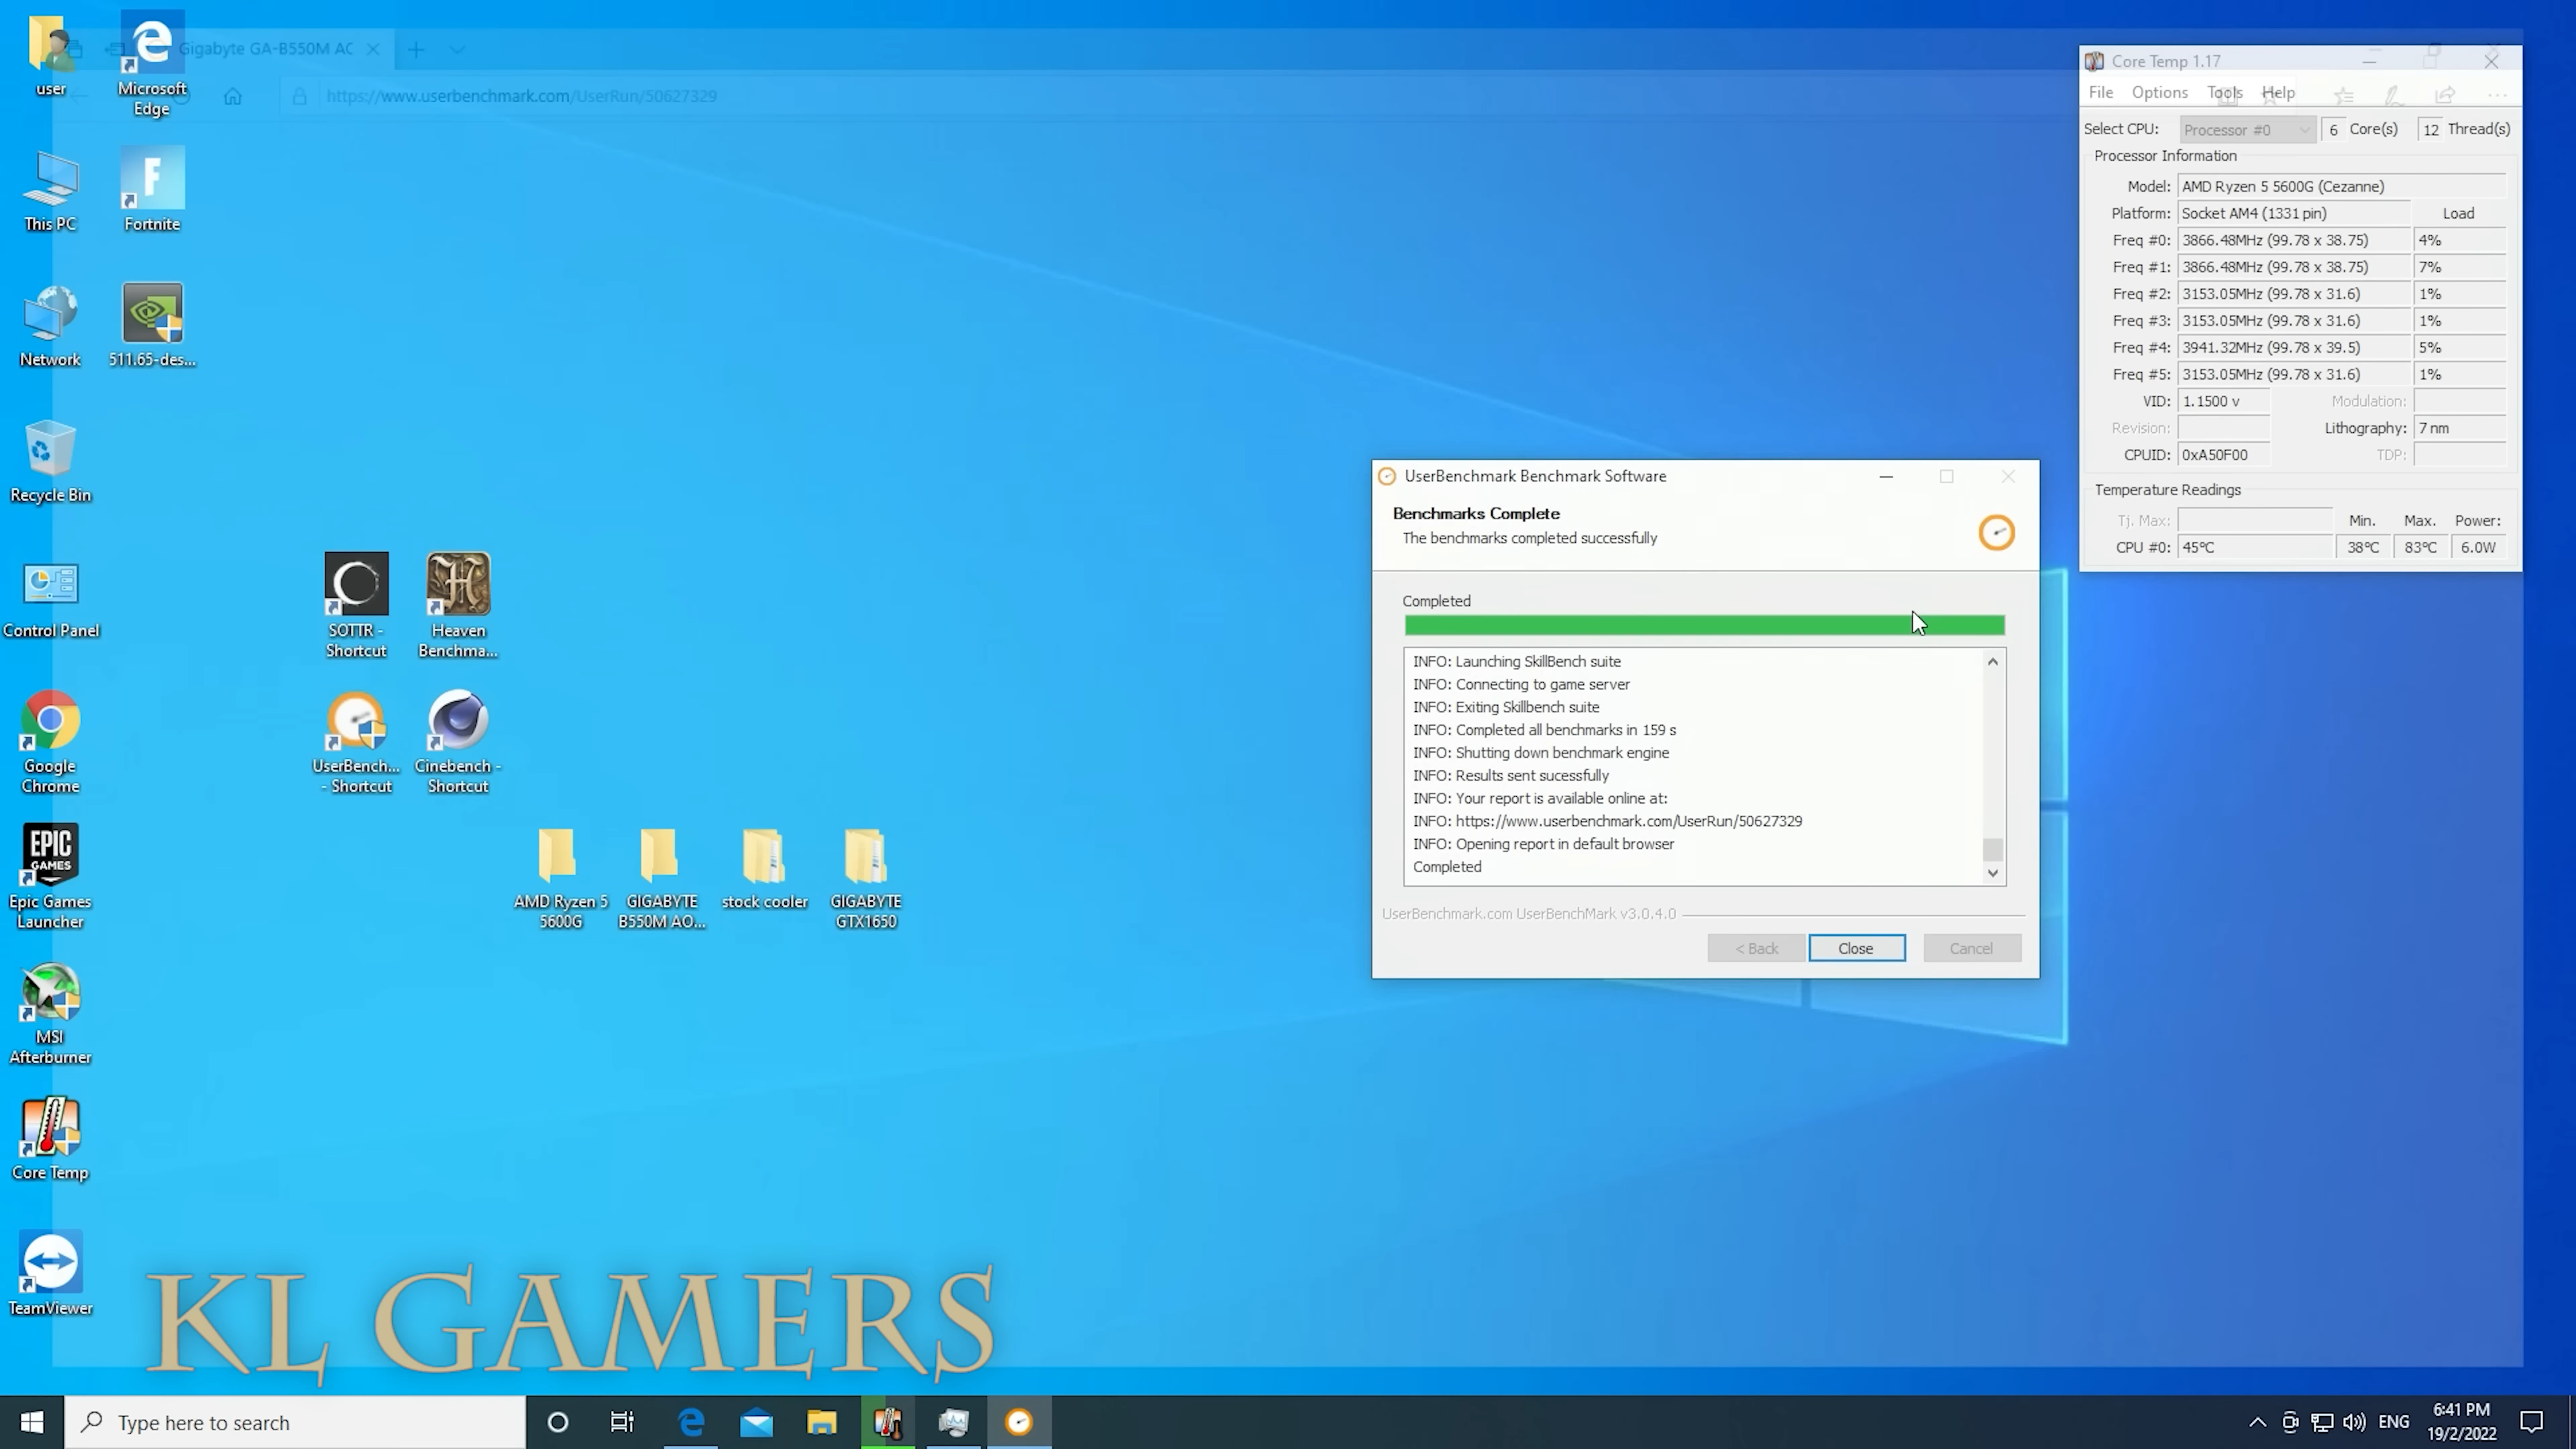 user
Microsoft
Edge
This PC
Fortnite
Network
511.65-des...
Recycle Bin
Control Panel
Google
Chrome
Epic Games
Launcher
MSI
Afterburner
Core Temp
TeamViewer
EPIC
GAMES
SOTTR -
Shortcut
Heaven
Benchma...
UserBench...
- Shortcut
Cinebench -
Shortcut
AMD Ryzen 5
5600G
GIGABYTE
B550M AO...
stock cooler
GIGABYTE
GTX1650
Gigabyte GA-B550M AO
https://www.userbenchmark.com/UserRun/50627329
Core Temp 1.17
File Options Tools Help
Select CPU: Processor #0 6 Core(s) 12 Thread(s)
Processor Information
Model: AMD Ryzen 5 5600G (Cezanne)
Platform: Socket AM4 (1331 pin) Load
Freq #0: 3866.48MHz (99.78 x 38.75) 4%
Freq #1: 3866.48MHz (99.78 x 38.75) 7%
Freq #2: 3153.05MHz (99.78 x 31.6) 1%
Freq #3: 3153.05MHz (99.78 x 31.6) 1%
Freq #4: 3941.32MHz (99.78 x 39.5) 5%
Freq #5: 3153.05MHz (99.78 x 31.6) 1%
VID: 1.1500 v Modulation:
Revision: Lithography: 7 nm
CPUID: 0xA50F00 TDP:
Temperature Readings
Tj. Max: Min. Max. Power:
CPU #0: 45°C 38°C 83°C 6.0W
UserBenchmark Benchmark Software
Benchmarks Complete
The benchmarks completed successfully
Completed
INFO: Launching SkillBench suite
INFO: Connecting to game server
INFO: Exiting Skillbench suite
INFO: Completed all benchmarks in 159 s
INFO: Shutting down benchmark engine
INFO: Results sent sucessfully
INFO: Your report is available online at:
INFO: https://www.userbenchmark.com/UserRun/50627329
INFO: Opening report in default browser
Completed
UserBenchmark.com UserBenchMark v3.0.4.0
< Back Close Cancel
KL GAMERS
Type here to search
ENG
6:41 PM
19/2/2022